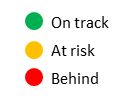 On track
At risk
Behind